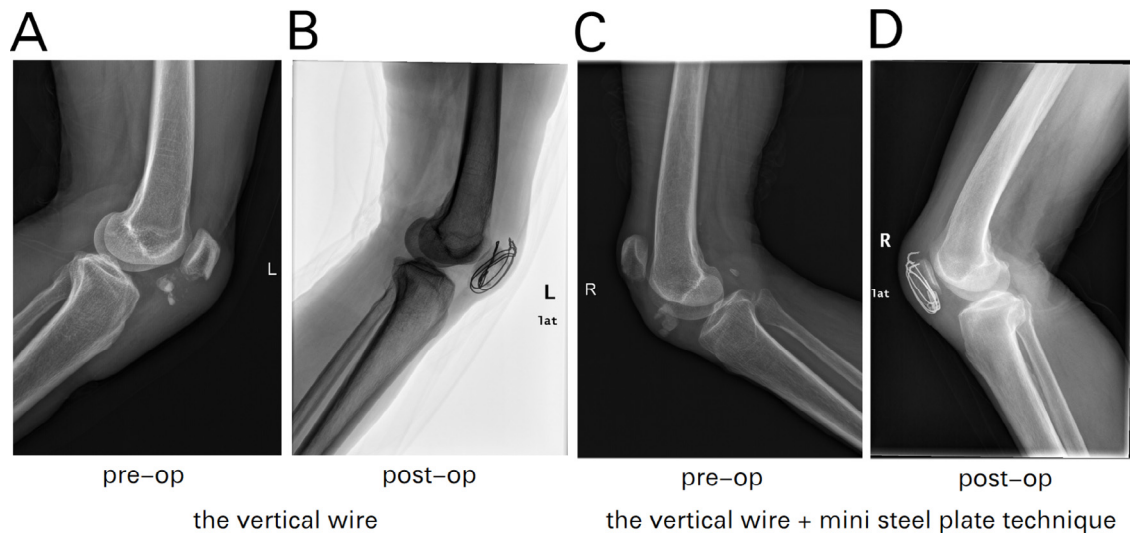 A
B
C
D
L
L
lat
R
R
lat
pre-op
post-op
pre-op
post-op
the vertical wire
the vertical wire + mini steel plate technique